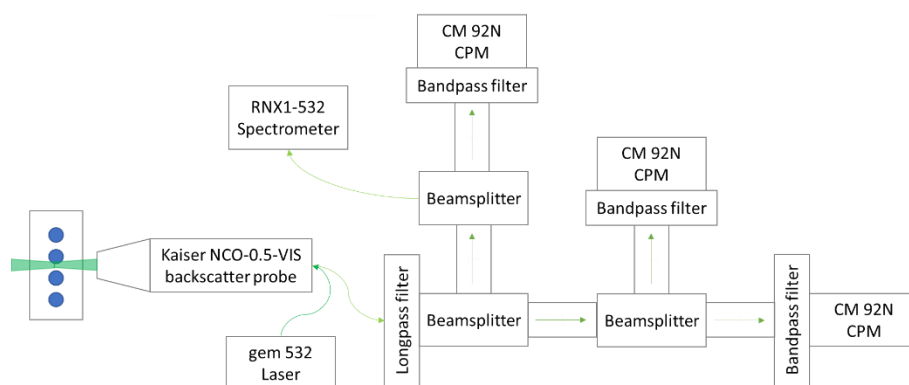 CM 92N
CPM
Bandpass filter
RNX1-532
Spectrometer
CM 92N
CPM
Beamsplitter
Bandpass filter
Kaiser NCO-0.5-VIS
backscatter probe
Longpass filter
Beamsplitter
Beamsplitter
Bandpass filter
CM 92N
CPM
gem 532
Laser